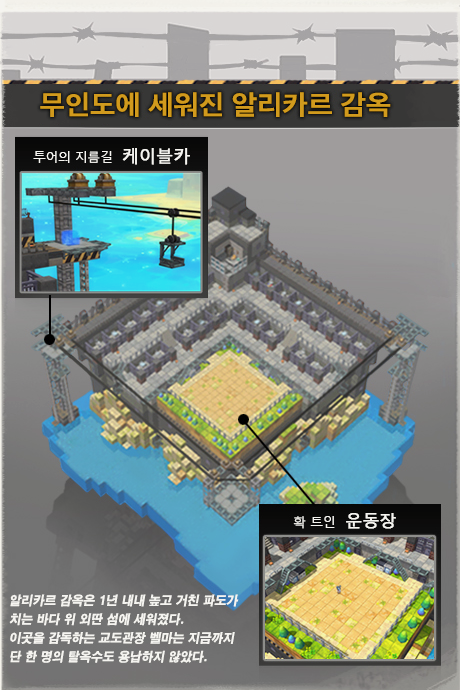 무인도에 세워진 알리카르 감옥
투어의 지름길 케이블카
확 트인 운동장
알리카르 감옥은 1년 내내 높고 거친 파도가
치는 바다 위 외딴 섬에 세워졌다.
이곳을 감독하는 교도관장 벨마는 지금까지
단 한 명의 탈옥수도 용납하지 않았다.